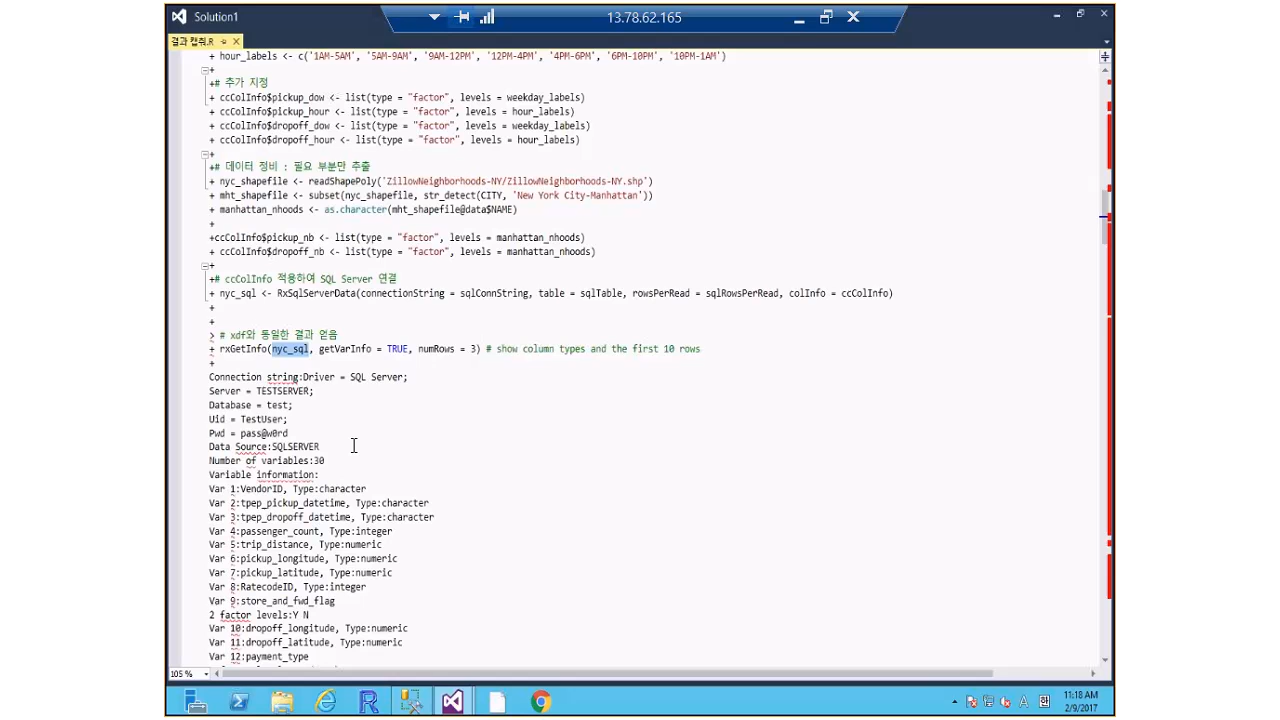 Solution1
13.78.62.165
결과 캡춰.R
+ hour_labels <- c('1AM-5AM', '5AM-9AM', '9AM-12PM', '12PM-4PM', '4PM-6PM', '6PM-10PM', '10PM-1AM')
+
+# 추가 지정
+ ccColInfo$pickup_dow <- list(type = "factor", levels = weekday_labels)
+ ccColInfo$pickup_hour <- list(type = "factor", levels = hour_labels)
+ ccColInfo$dropoff_dow <- list(type = "factor", levels = weekday_labels)
+ ccColInfo$dropoff_hour <- list(type = "factor", levels = hour_labels)
+
+# 데이터 정비 : 필요 부분만 추출
+ nyc_shapefile <- readShapePoly('ZillowNeighborhoods-NY/ZillowNeighborhoods-NY.shp')
+ mht_shapefile <- subset(nyc_shapefile, str_detect(CITY, 'New York City-Manhattan'))
+ manhattan_nhoods <- as.character(mht_shapefile@data$NAME)
+
+ccColInfo$pickup_nb <- list(type = "factor", levels = manhattan_nhoods)
+ ccColInfo$dropoff_nb <- list(type = "factor", levels = manhattan_nhoods)
+
+# ccColInfo 적용하여 SQL Server 연결
+ nyc_sql <- RxSqlServerData(connectionString = sqlConnString, table = sqlTable, rowsPerRead = sqlRowsPerRead, colInfo = ccColInfo)
+
+
> # xdf와 동일한 결과 얻음
+ rxGetInfo(nyc_sql, getVarInfo = TRUE, numRows = 3) # show column types and the first 10 rows
+
Connection string:Driver = SQL Server;
Server = TESTSERVER;
Database = test;
Uid = TestUser;
Pwd = pass@w0rd
Data Source:SQLSERVER
Number of variables:30
Variable information:
Var 1:VendorID, Type:character
Var 2:tpep_pickup_datetime, Type:character
Var 3:tpep_dropoff_datetime, Type:character
Var 4:passenger_count, Type:integer
Var 5:trip_distance, Type:numeric
Var 6:pickup_longitude, Type:numeric
Var 7:pickup_latitude, Type:numeric
Var 8:RatecodeID, Type:integer
Var 9:store_and_fwd_flag
2 factor levels:Y N
Var 10:dropoff_longitude, Type:numeric
Var 11:dropoff_latitude, Type:numeric
Var 12:payment_type
105 %
A 한 11:18 AM
2/9/2017